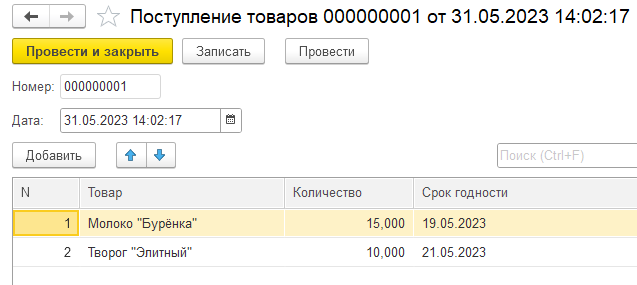 Поступление товаров 000000001 от 31.05.2023 14:02:17
Провести и закрыть Записать Провести
Номер: 000000001
Дата: 31.05.2023 14:02:17
Добавить Поиск (Ctrl+F)
N Товар Количество Срок годности
1 Молоко "Бурёнка" 15,000 19.05.2023
2 Творог "Элитный" 10,000 21.05.2023